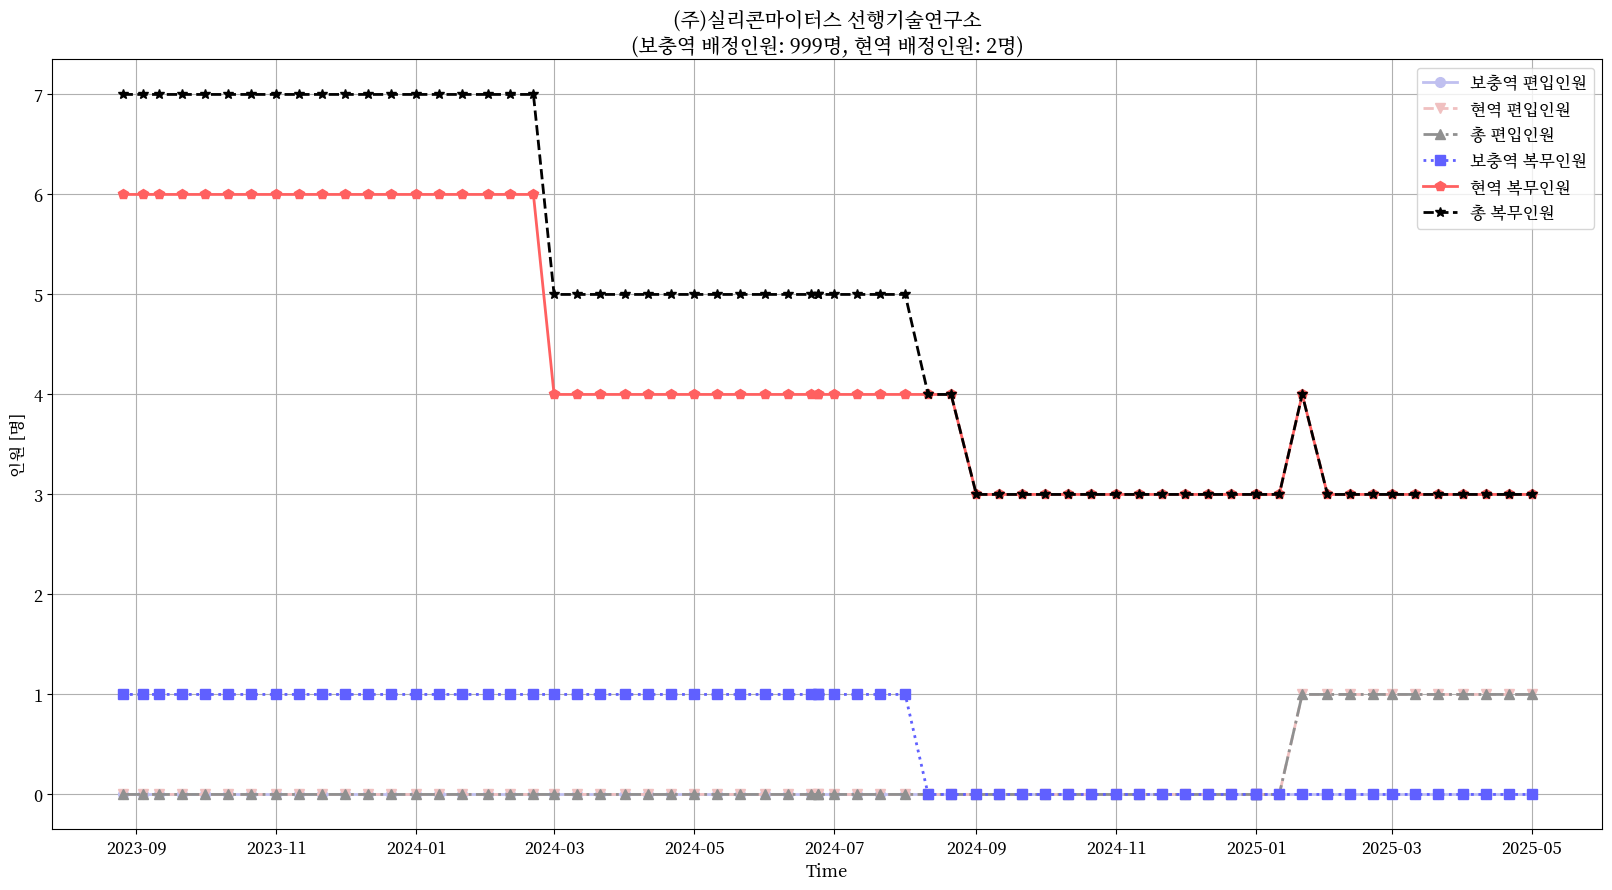 (주)실리콘마이터스 선행기술연구소
(보충역 배정인원: 999명, 현역 배정인원: 2명)
보충역 편입인원
현역 편입인원
총 편입인원
보충역 복무인원
현역 복무인원
총 복무인원
인원 [명]
7
6
5
4
3
2
1
0
2023-09
2023-11
2024-01
2024-03
2024-05
2024-07
2024-09
2024-11
2025-01
2025-03
2025-05
Time